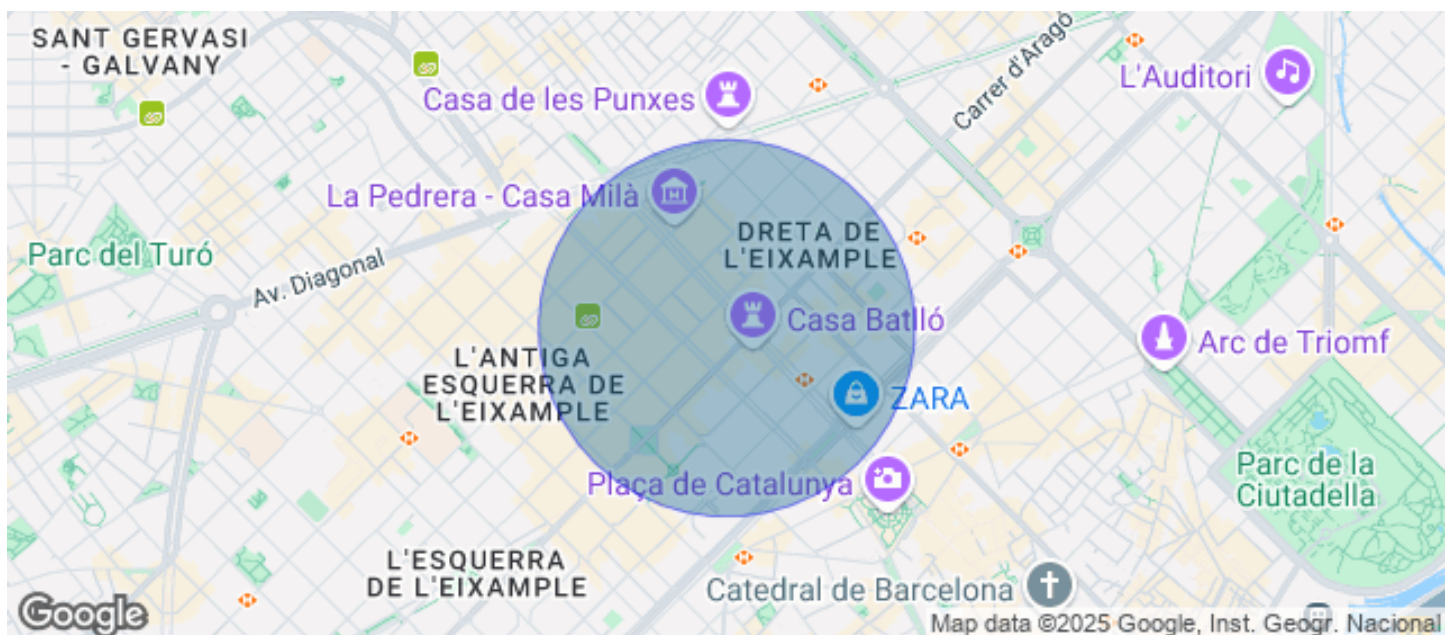 SANT GERVASI
- GALVANY
Casa de les Punxes
Carrer d'Aragó
L'Auditori
La Pedrera - Casa Milà
DRETA DE
L'EIXAMPLE
Parc del Turó
Av. Diagonal
Casa Batlló
Arc de Triomf
L'ANTIGA
ESQUERRA DE
L'EIXAMPLE
ZARA
Plaça de Catalunya
Parc de la
Ciutadella
L'ESQUERRA
DE L'EIXAMPLE
Catedral de Barcelona
Google
Map data ©2025 Google, Inst. Geogr. Nacional